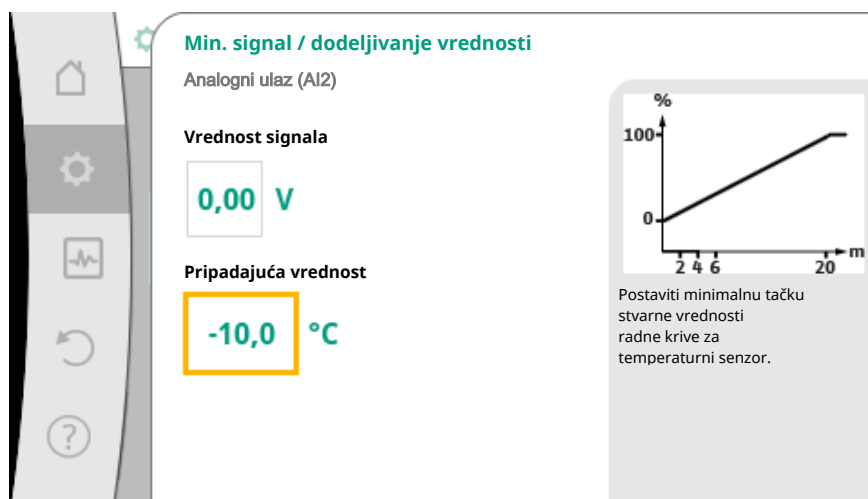 Min. signal / dodeljivanje vrednosti
Analogni ulaz (AI2)
Vrednost signala
0,00 V
Pripadajuća vrednost
-10,0 °C
%
100
0
2 4 6 20 m
Postaviti minimalnu tačku
stvarne vrednosti
radne krive za
temperaturni senzor.
?